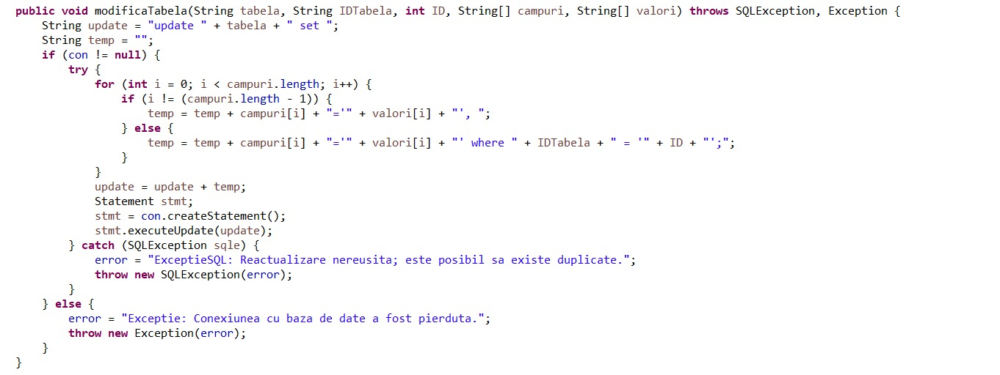 public void modificaTabela(String tabela, String IDTabela, int ID, String[] campuri, String[] valori) throws SQLException, Exception {
    String update = "update " + tabela + " set ";
    String temp = "";
    if (con != null) {
        try {
            for (int i = 0; i < campuri.length; i++) {
                if (i != (campuri.length - 1)) {
                    temp = temp + campuri[i] + "='" + valori[i] + "', ";
                } else {
                    temp = temp + campuri[i] + "='" + valori[i] + "' where " + IDTabela + " = '" + ID + "';";
                }
            }
            update = update + temp;
            Statement stmt;
            stmt = con.createStatement();
            stmt.executeUpdate(update);
        } catch (SQLException sqle) {
            error = "ExceptieSQL: Reactualizare nereusita; este posibil sa existe duplicate.";
            throw new SQLException(error);
        }
    } else {
        error = "Exceptie: Conexiunea cu baza de date a fost pierduta.";
        throw new Exception(error);
    }
}